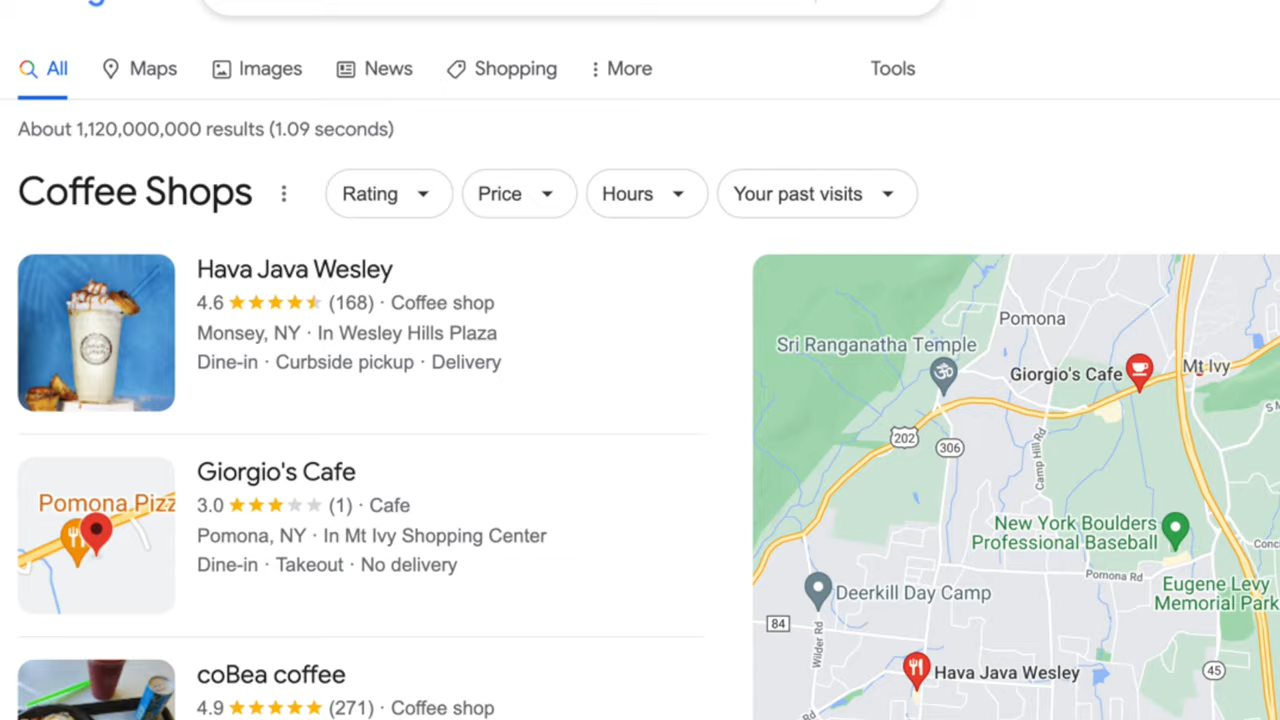 All Maps Images News Shopping More Tools
About 1,120,000,000 results (1.09 seconds)
Coffee Shops Rating Price Hours Your past visits
Hava Java Wesley
4.6 (168) · Coffee shop
Monsey, NY · In Wesley Hills Plaza
Dine-in · Curbside pickup · Delivery
Pomona Pizz
Giorgio's Cafe
3.0 (1) · Cafe
Pomona, NY · In Mt Ivy Shopping Center
Dine-in · Takeout · No delivery
coBea coffee
4.9 (271) · Coffee shop
Pomona
Sri Ranganatha Temple
Giorgio's Cafe
Mt Ivy
202
306
Camp Hill Rd
New York Boulders
Professional Baseball
Conc
Pomona Rd
Eugene Levy
Memorial Park
Deerkill Day Camp
84
Wilder Rd
Hava Java Wesley
45
Rd